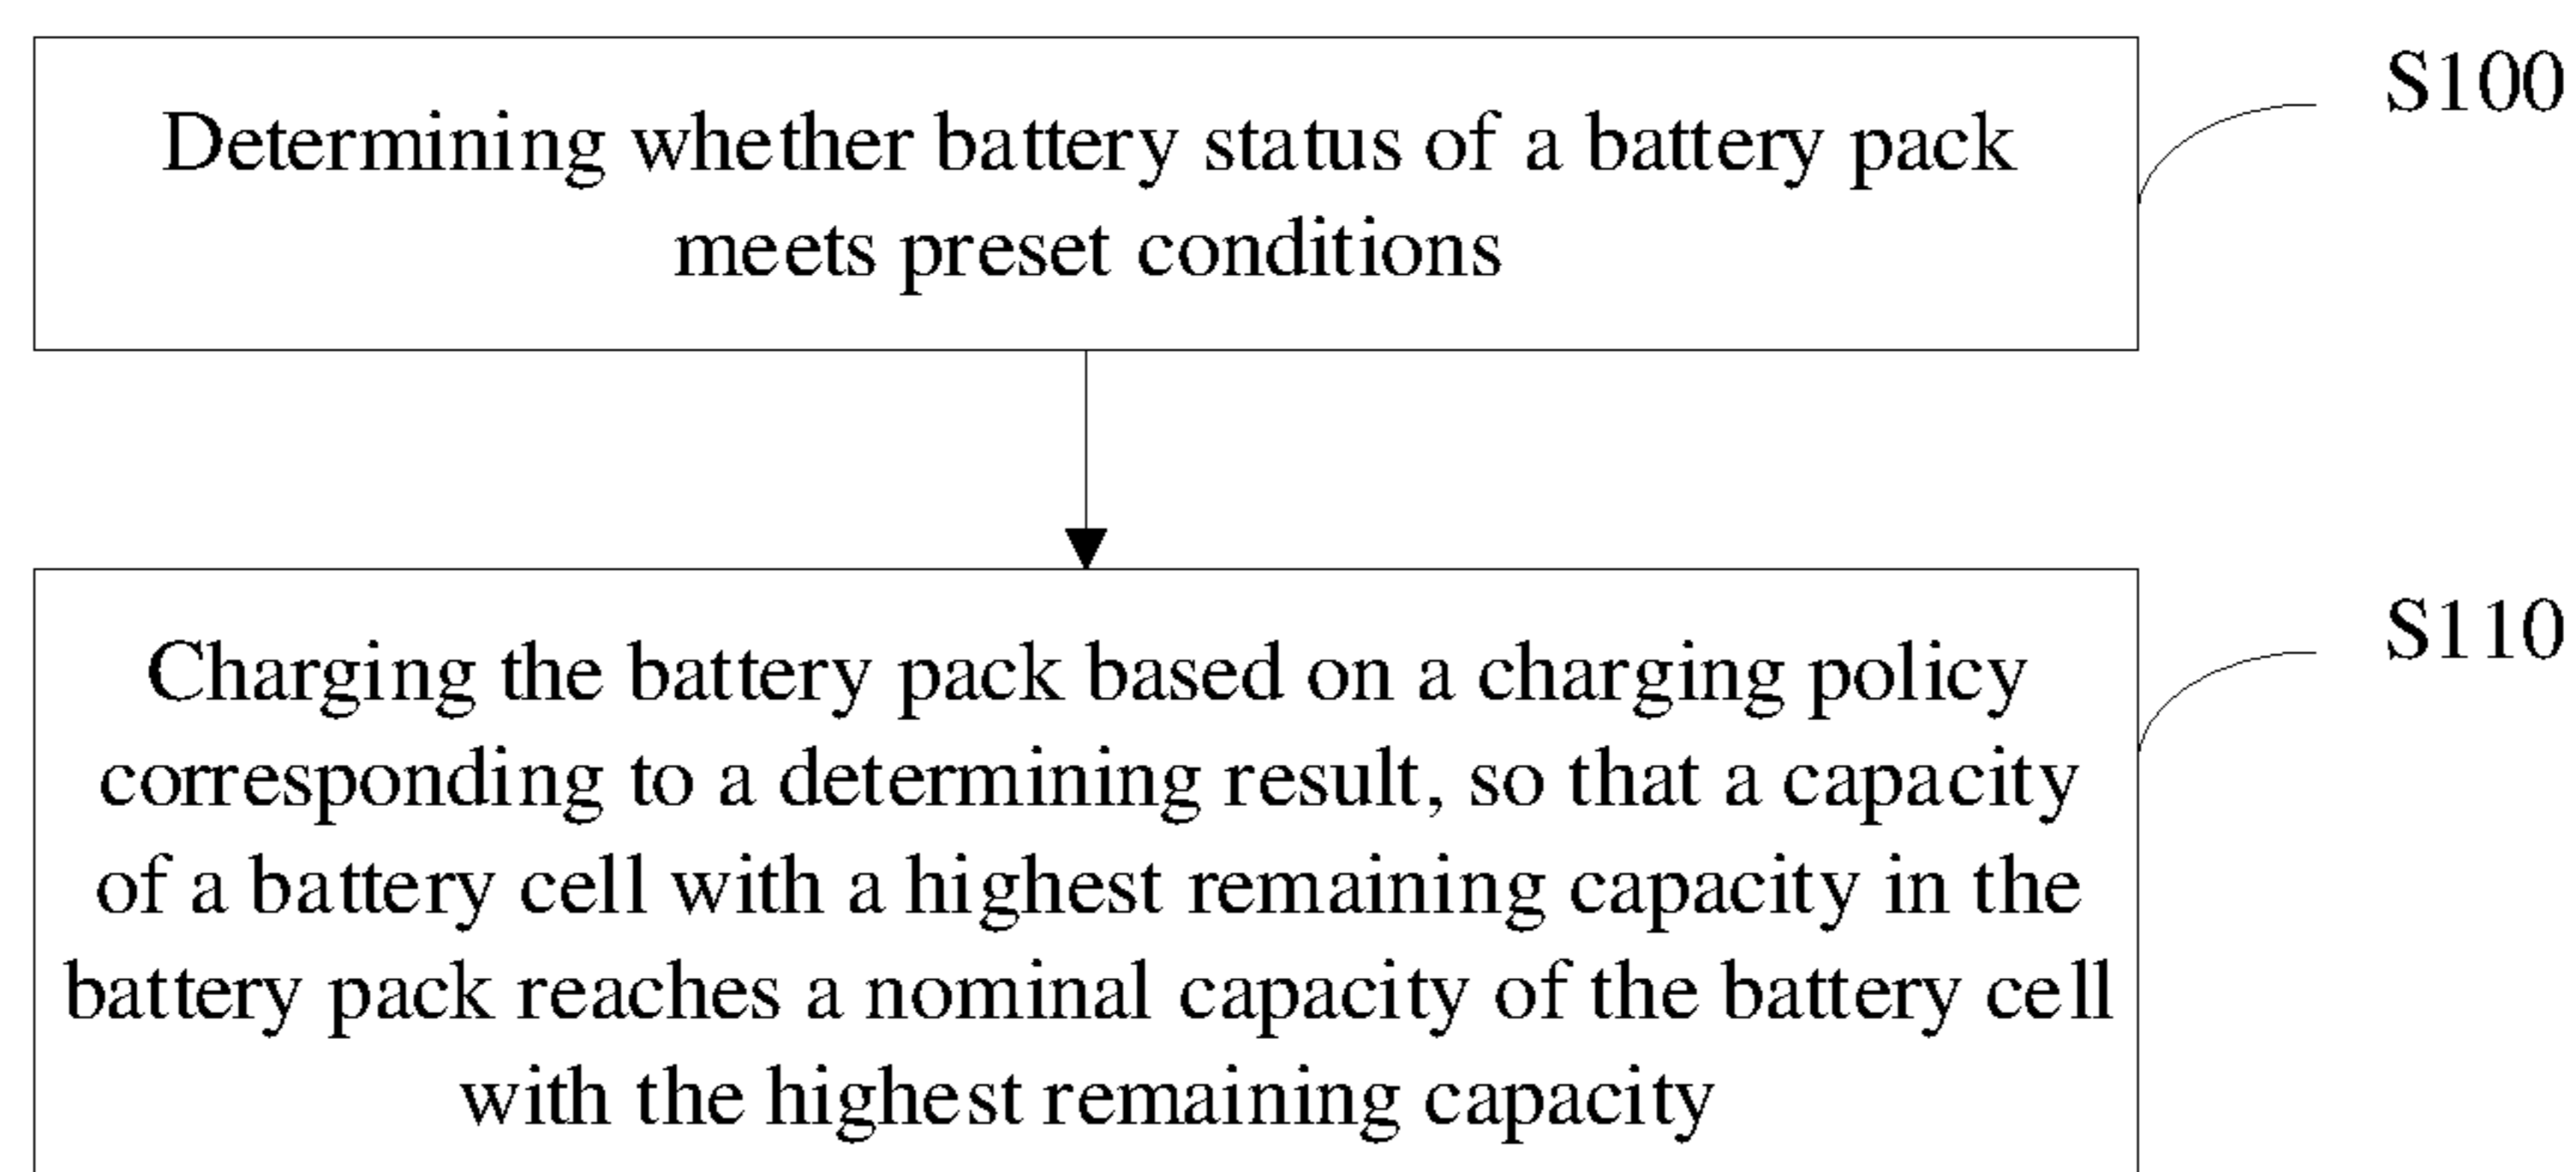 Determining whether battery status of a battery pack
meets preset conditions
S100
Charging the battery pack based on a charging policy
corresponding to a determining result, so that a capacity
of a battery cell with a highest remaining capacity in the
battery pack reaches a nominal capacity of the battery cell
with the highest remaining capacity
S110